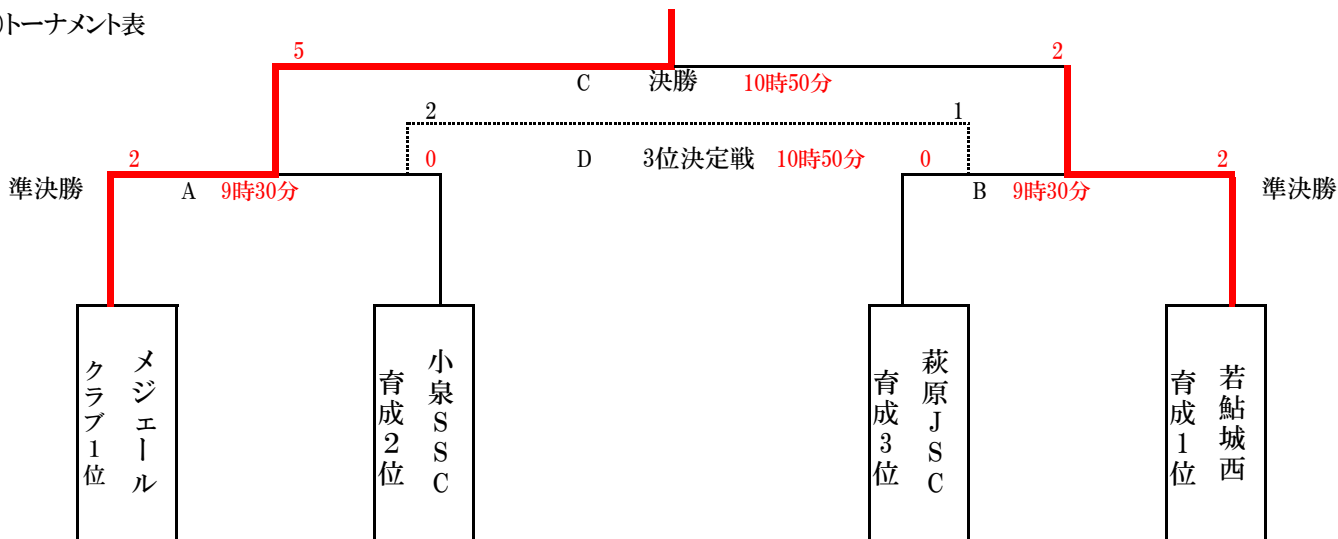 )トーナメント表
5
2
C 決勝 10時50分
2
1
2
0
D 3位決定戦 10時50分
0
2
準決勝
A 9時30分
B 9時30分
準決勝
メジェール
クラブ1位
小泉SSC
育成2位
萩原JSC
育成3位
若鮎城西
育成1位